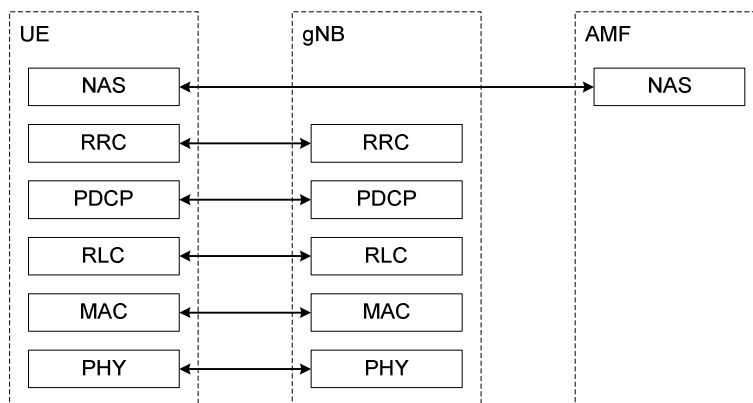 UE
gNB
AMF
NAS
NAS
RRC
RRC
PDCP
PDCP
RLC
RLC
MAC
MAC
PHY
PHY